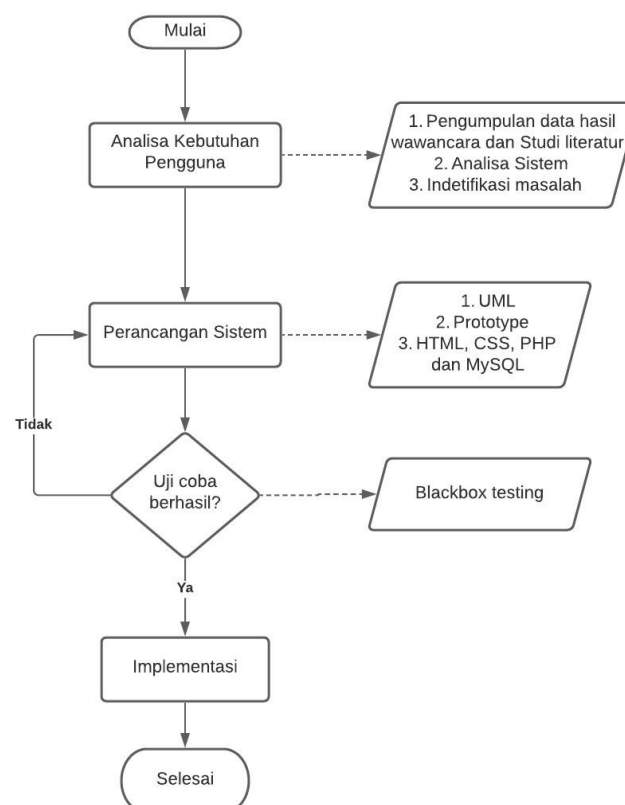 Mulai
Analisa Kebutuhan
Pengguna
1. Pengumpulan data hasil
wawancara dan Studi literatur
2. Analisa Sistem
3. Indetifikasi masalah
Perancangan Sistem
1. UML
2. Prototype
3. HTML, CSS, PHP
dan MySQL
Tidak
Uji coba
berhasil?
Blackbox testing
Ya
Implementasi
Selesai